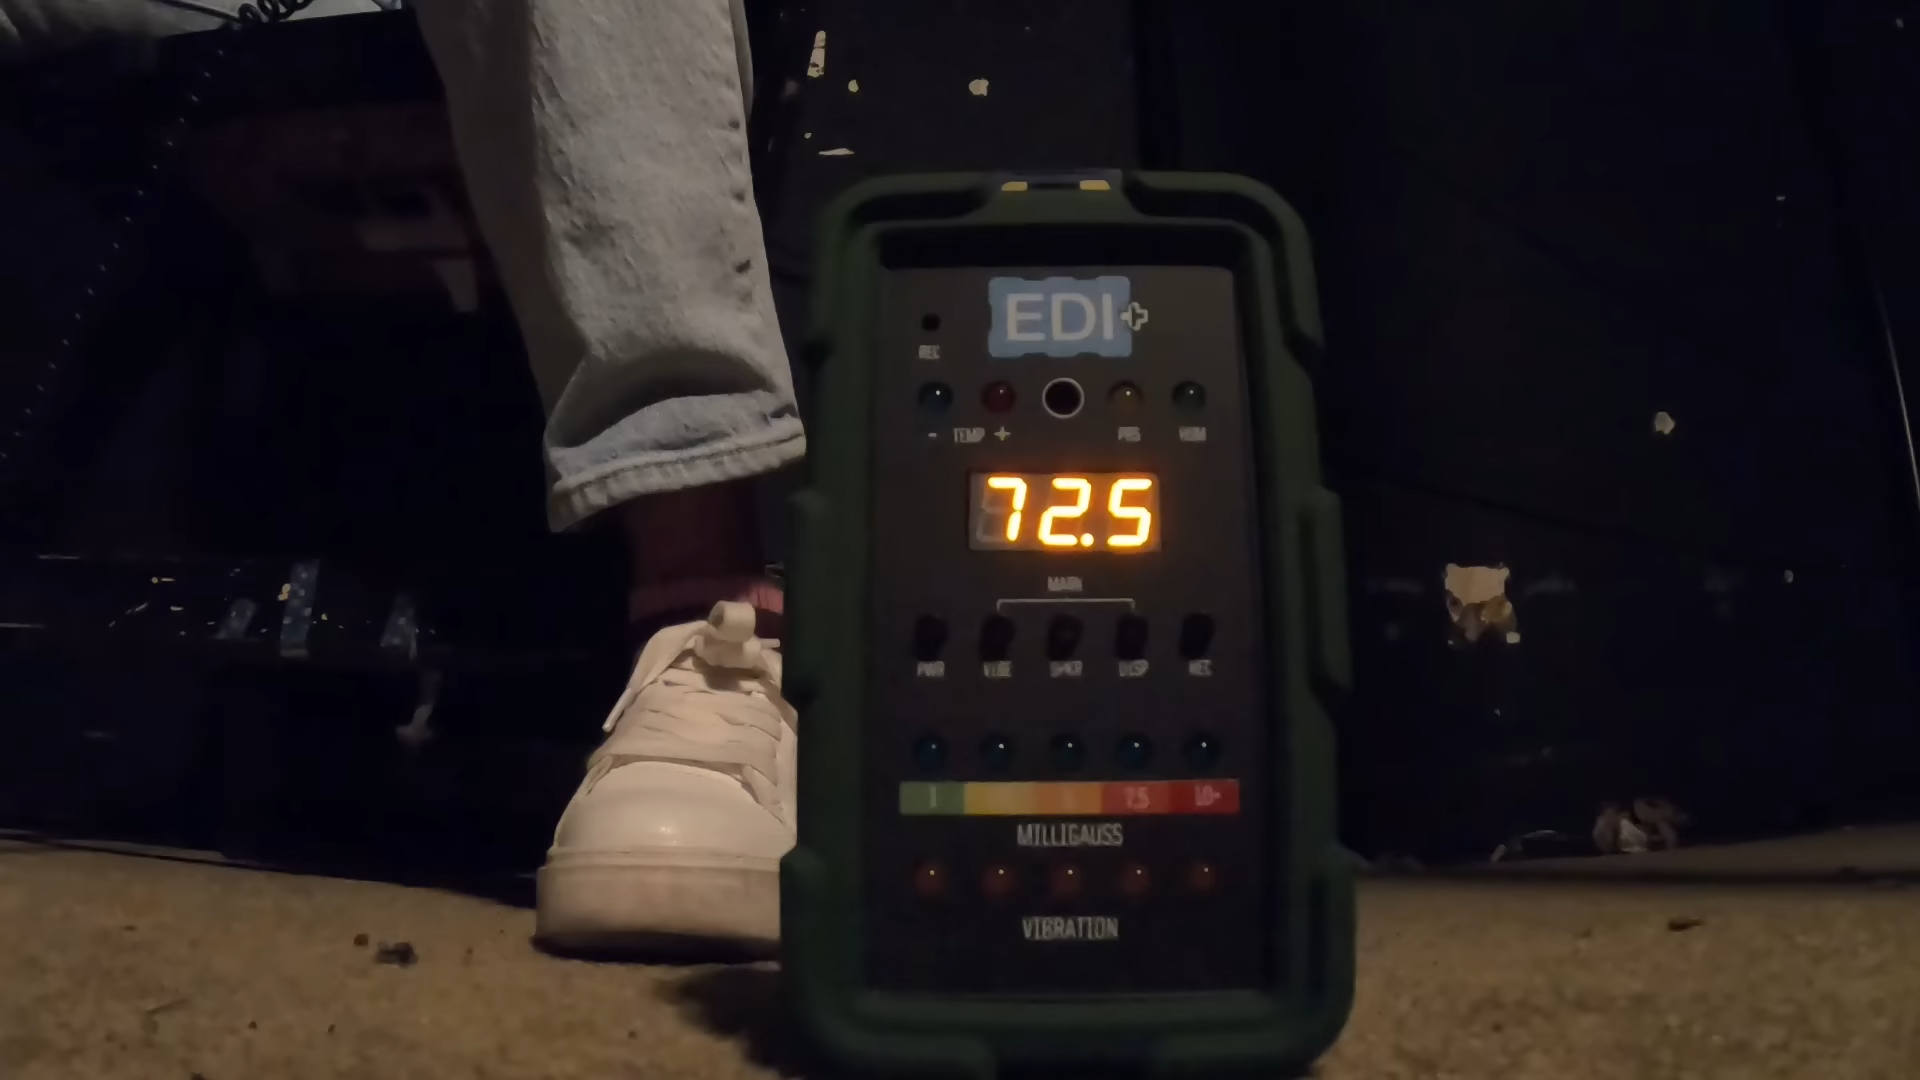 EDI+
REC
- TEMP + PRS HUM
72.5
MAIN
PWR VIBE SPKR DISP REC
1 7.5 10+
MILLIGAUSS
VIBRATION